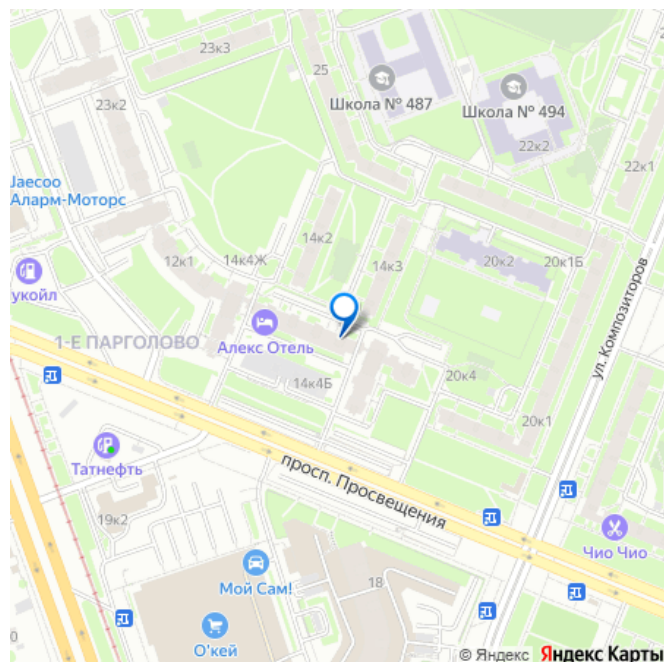 23к3
25
Школа № 487
Школа № 494
23к2
22к2
22к1
Jaecoo
Аларм-Моторс
14к2
14к3
20к2
20к1Б
ул. Композиторов
12к1
14к4Ж
укойл
1-Е ПАРГОЛОВО
Алекс Отель
14к4Б
20к4
20к1
Татнефть
просп. Просвещения
19к2
Чио Чио
Мой Сам!
18
О'кей
© Яндекс Яндекс Карты